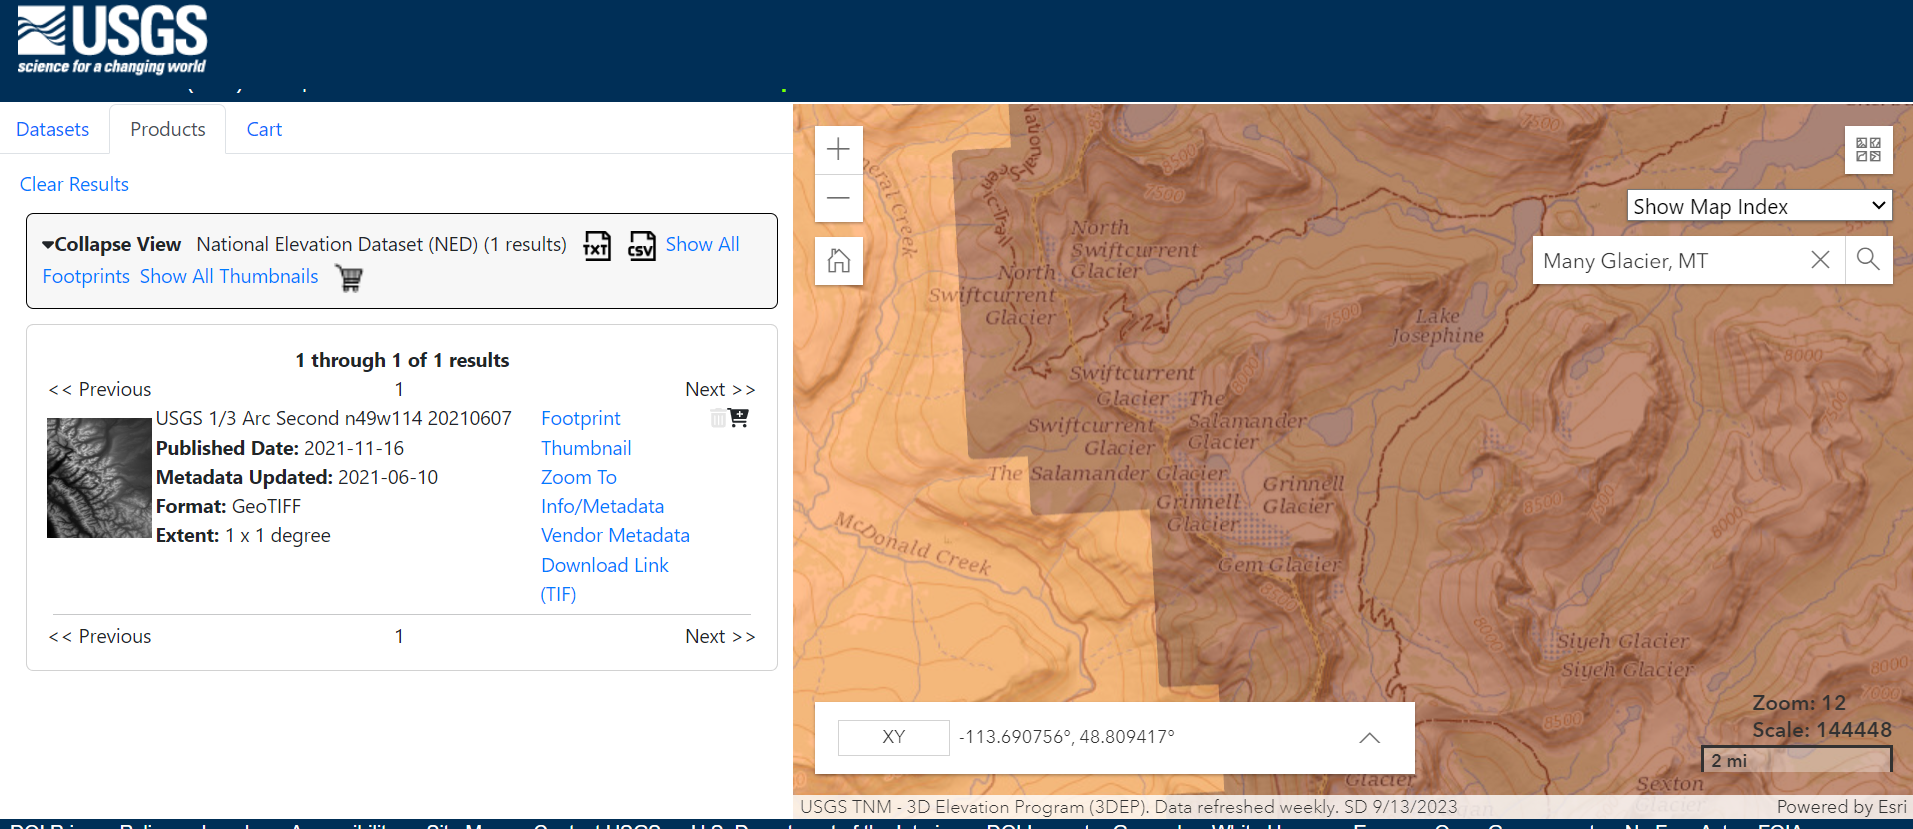 USGS
science for a changing world
Datasets
Products
Cart
Clear Results
Collapse View National Elevation Dataset (NED) (1 results) TXT CSV Show All
Footprints Show All Thumbnails
1 through 1 of 1 results
<< Previous 1 Next >>
USGS 1/3 Arc Second n49w114 20210607
Published Date: 2021-11-16
Metadata Updated: 2021-06-10
Format: GeoTIFF
Extent: 1 x 1 degree
Footprint
Thumbnail
Zoom To
Info/Metadata
Vendor Metadata
Download Link
(TIF)
<< Previous 1 Next >>
Show Map Index
Many Glacier, MT
7500
8500
7500
National
Scenic Trail
Creek
North
Swiftcurrent
Glacier
North
Swiftcurrent
Glacier
7500
Lake
Josephine
8000
8000
Swiftcurrent
Glacier
The
Salamander
Glacier
Swiftcurrent
Glacier
The Salamander Glacier
Grinnell
Glacier
Grinnell
Glacier
8500
7500
8000
McDonald Creek
Gem Glacier
8500
8000
Siyeh Glacier
Siyeh Glacier
8000
7000
8500
Zoom: 12
Scale: 144448
2 mi
XY
-113.690756°, 48.809417°
Glacier
Sexton
Glacier
USGS TNM - 3D Elevation Program (3DEP). Data refreshed weekly. SD 9/13/2023
Powered by Esri